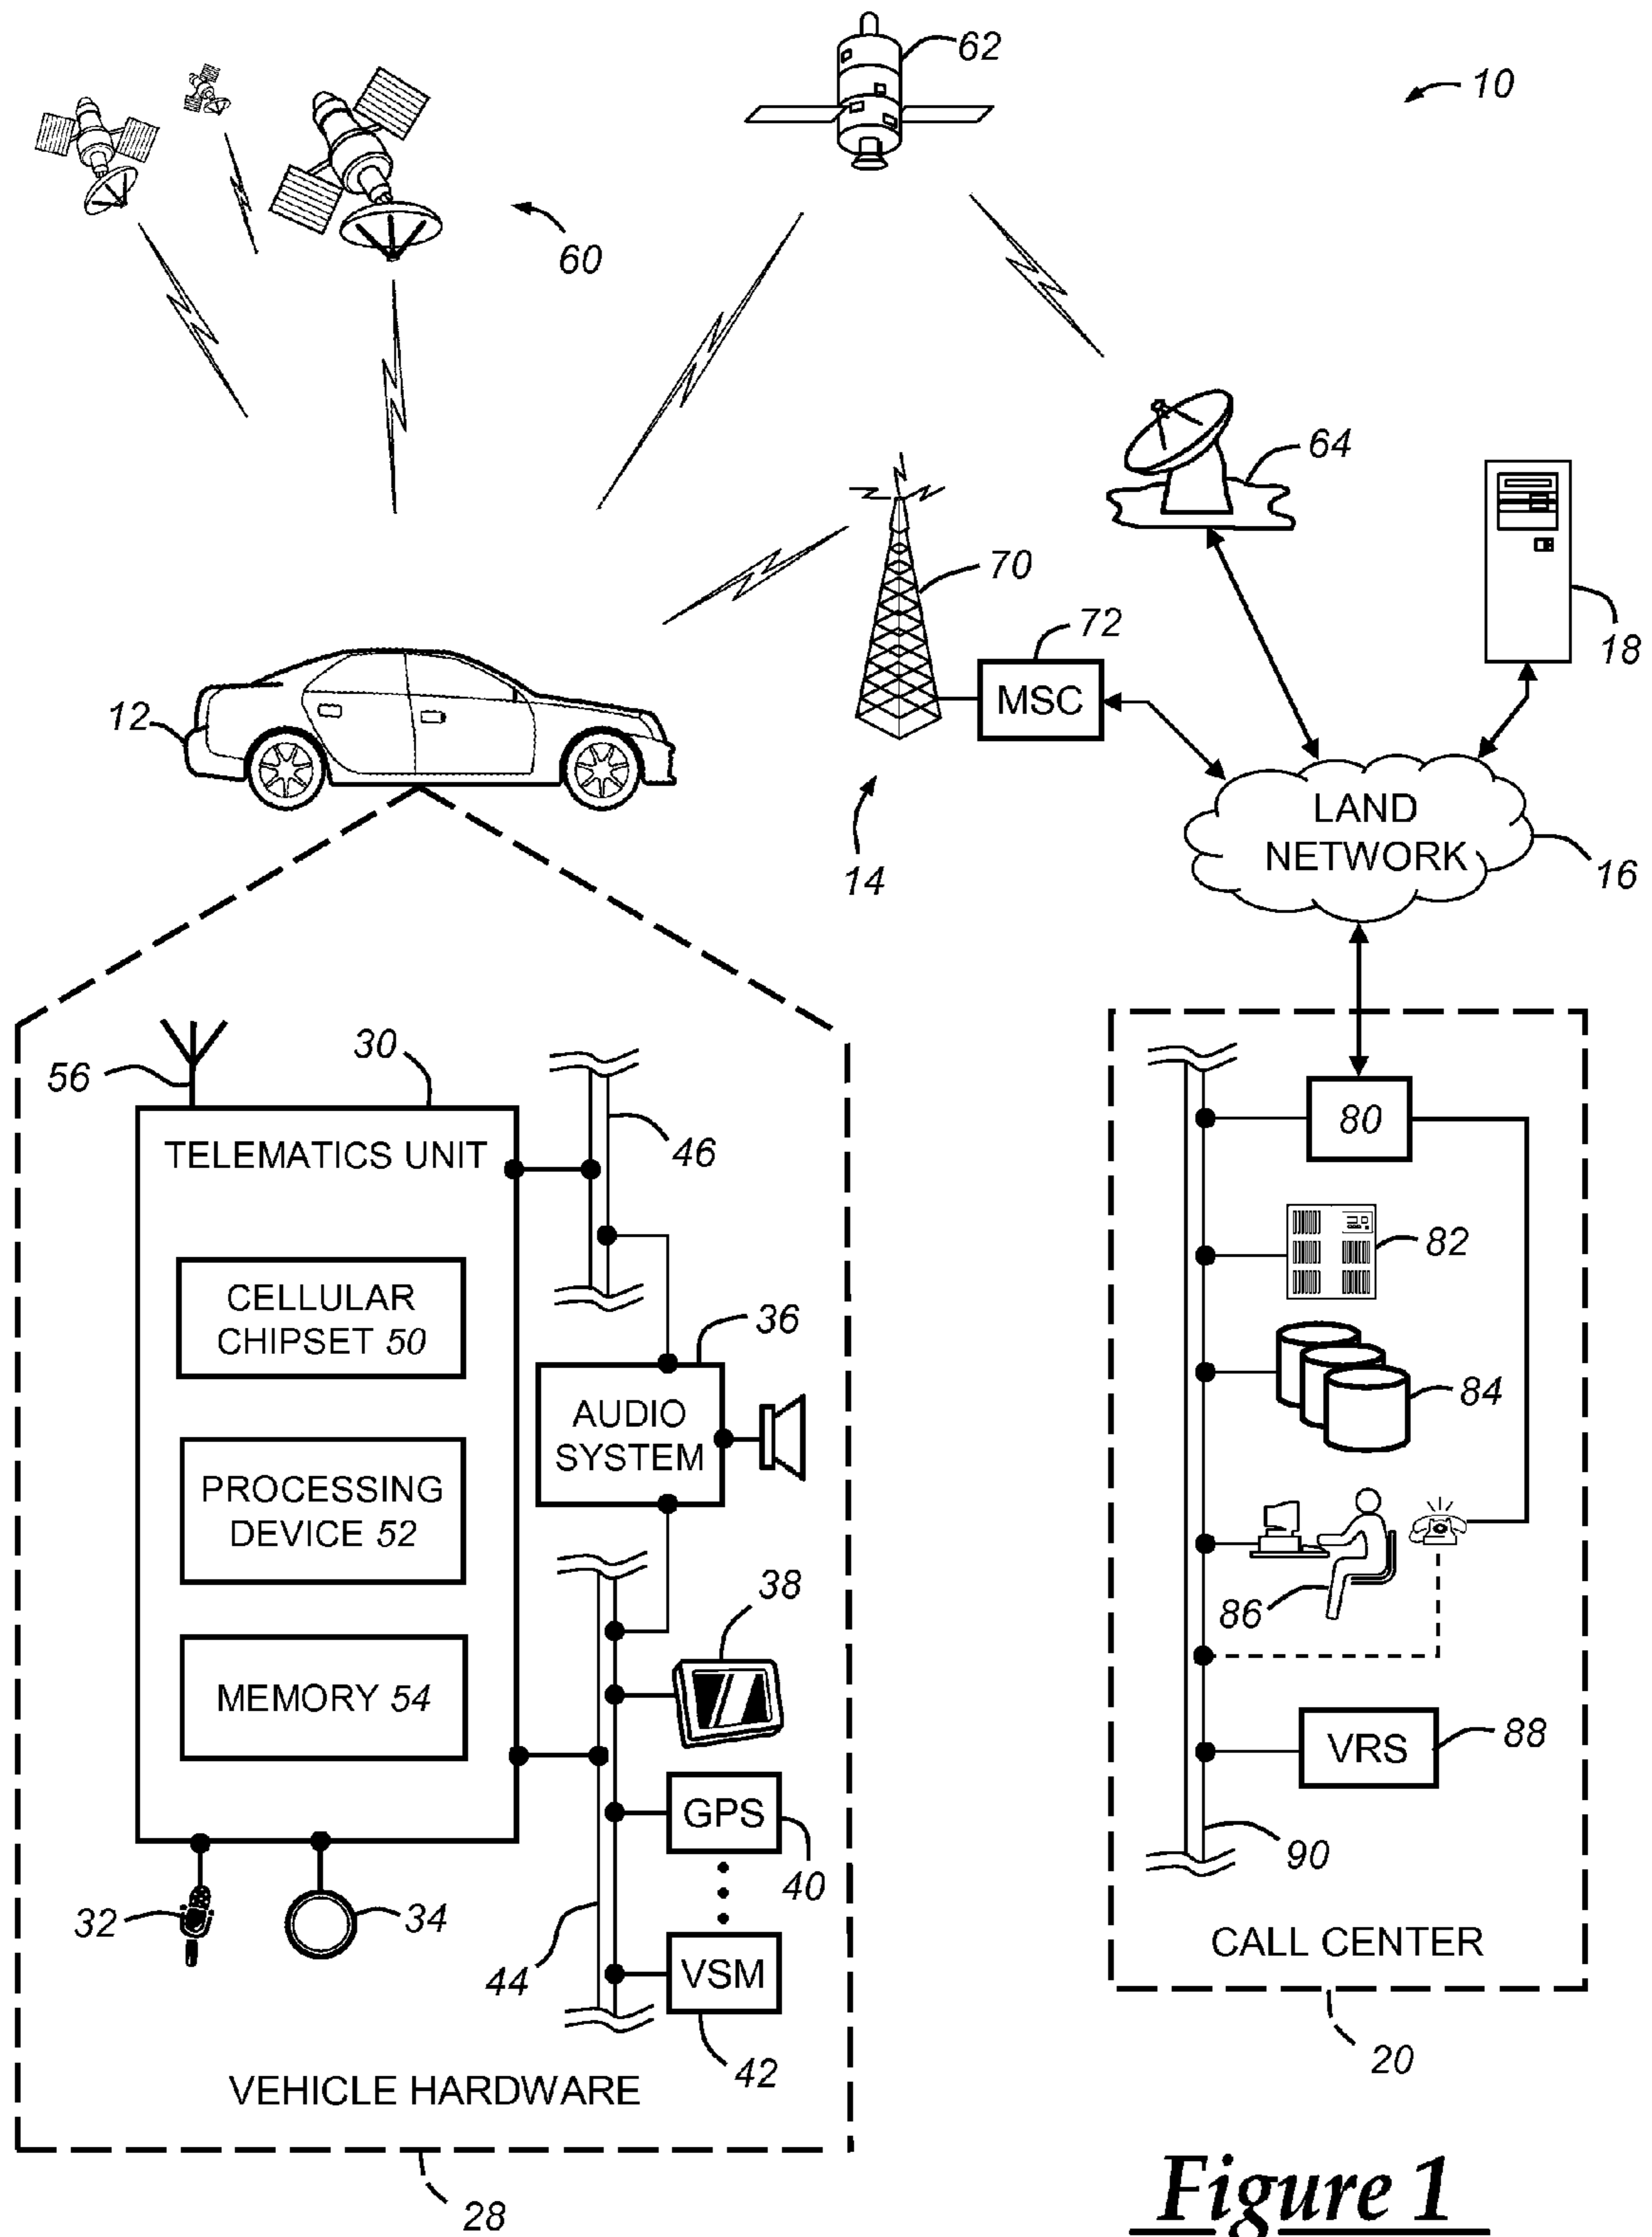 62
10
60
64
18
70
72
MSC
12
14
LAND
NETWORK
16
56
30
TELEMATICS UNIT
CELLULAR
CHIPSET 50
PROCESSING
DEVICE 52
MEMORY 54
46
36
AUDIO
SYSTEM
38
GPS
40
VSM
42
44
32
34
VEHICLE HARDWARE
28
80
82
84
86
VRS
88
90
CALL CENTER
20
Figure 1